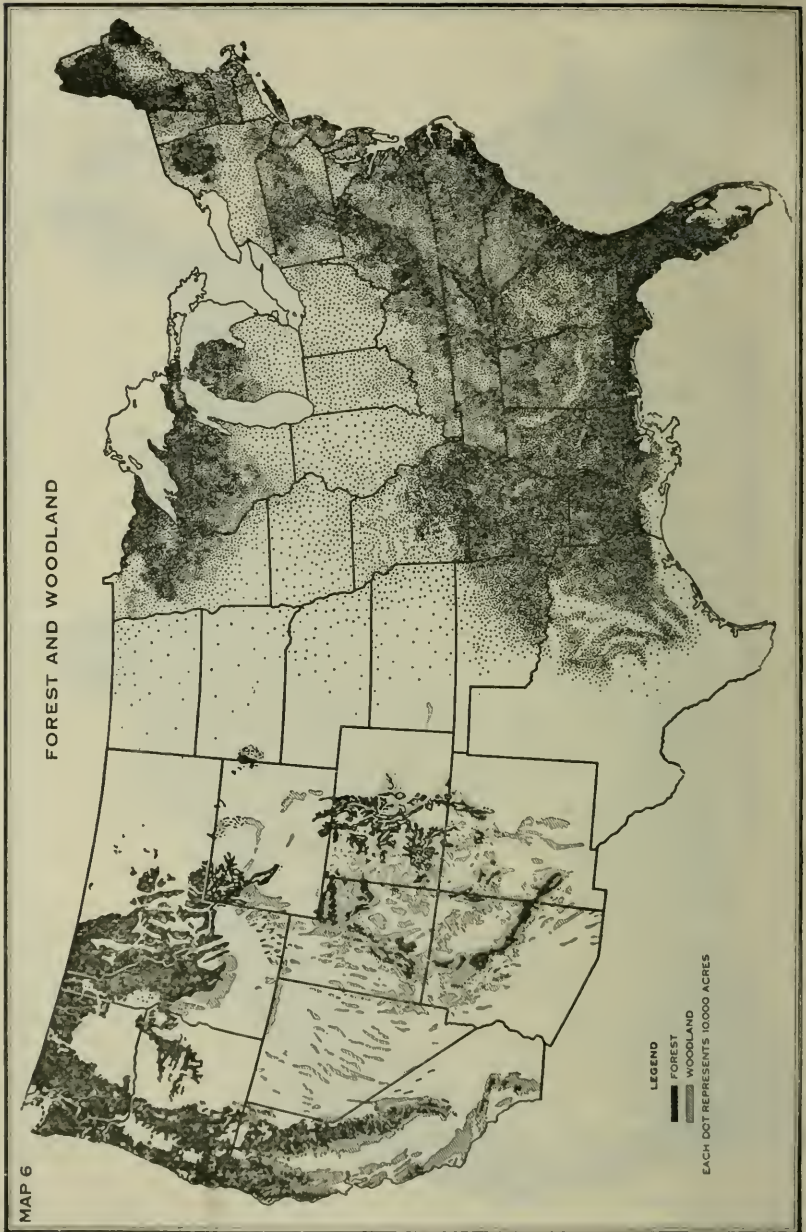 MAP 6
FOREST AND WOODLAND
LEGEND
FOREST
WOODLAND
EACH DOT REPRESENTS 10,000 ACRES